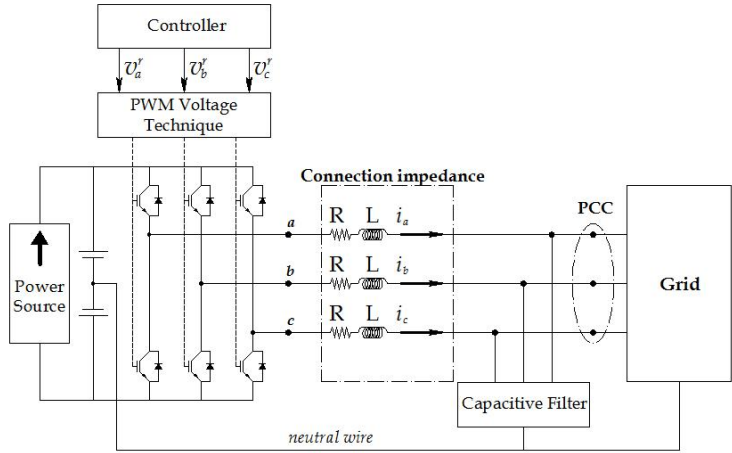 Controller
v_a^r v_b^r v_c^r
PWM Voltage
Technique
Connection impedance
a R L i_a
PCC
b R L i_b
Power
Source
Grid
c R L i_c
Capacitive Filter
neutral wire